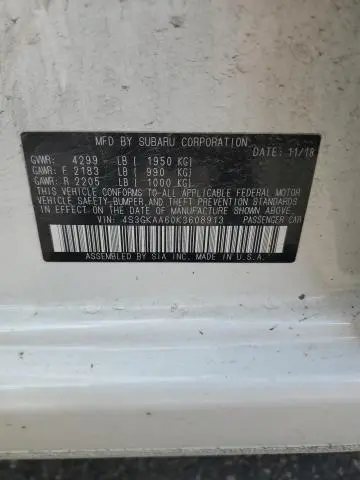 MFD BY SUBARU CORPORATION
DATE: 11/18
GVWR: 4299 LB ( 1950 KG)
GAWR: F 2183 LB ( 990 KG)
GAWR: R 2205 LB ( 1000 KG)
THIS VEHICLE CONFORMS TO ALL APPLICABLE FEDERAL MOTOR
VEHICLE SAFETY, BUMPER, AND THEFT PREVENTION STANDARDS
IN EFFECT ON THE DATE OF MANUFACTURE SHOWN ABOVE.
VIN: 4S3GKAA60K3608913 PASSENGER CAR
ASSEMBLED BY SIA INC. MADE IN U.S.A.